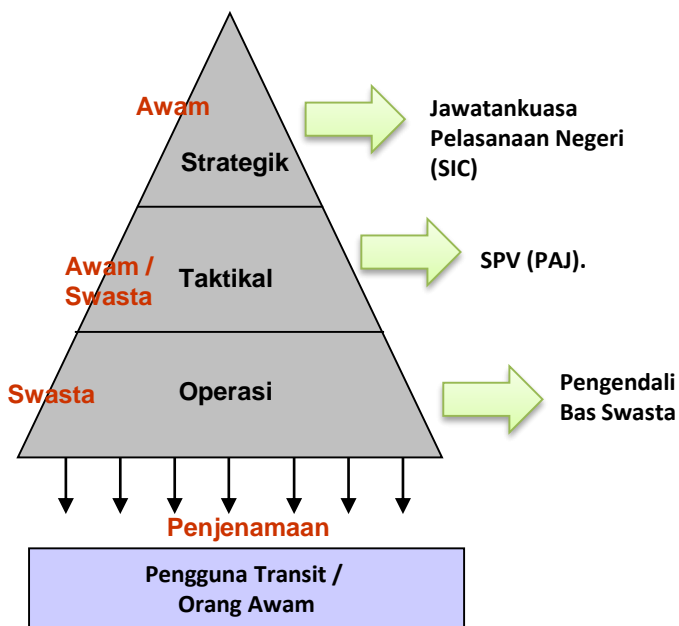 Awam
Strategik
Jawatankuasa
Pelasanaan Negeri
(SIC)
Awam /
Swasta
Taktikal
SPV (PAJ).
Swasta
Operasi
Pengendali
Bas Swasta
Penjenamaan
Pengguna Transit /
Orang Awam